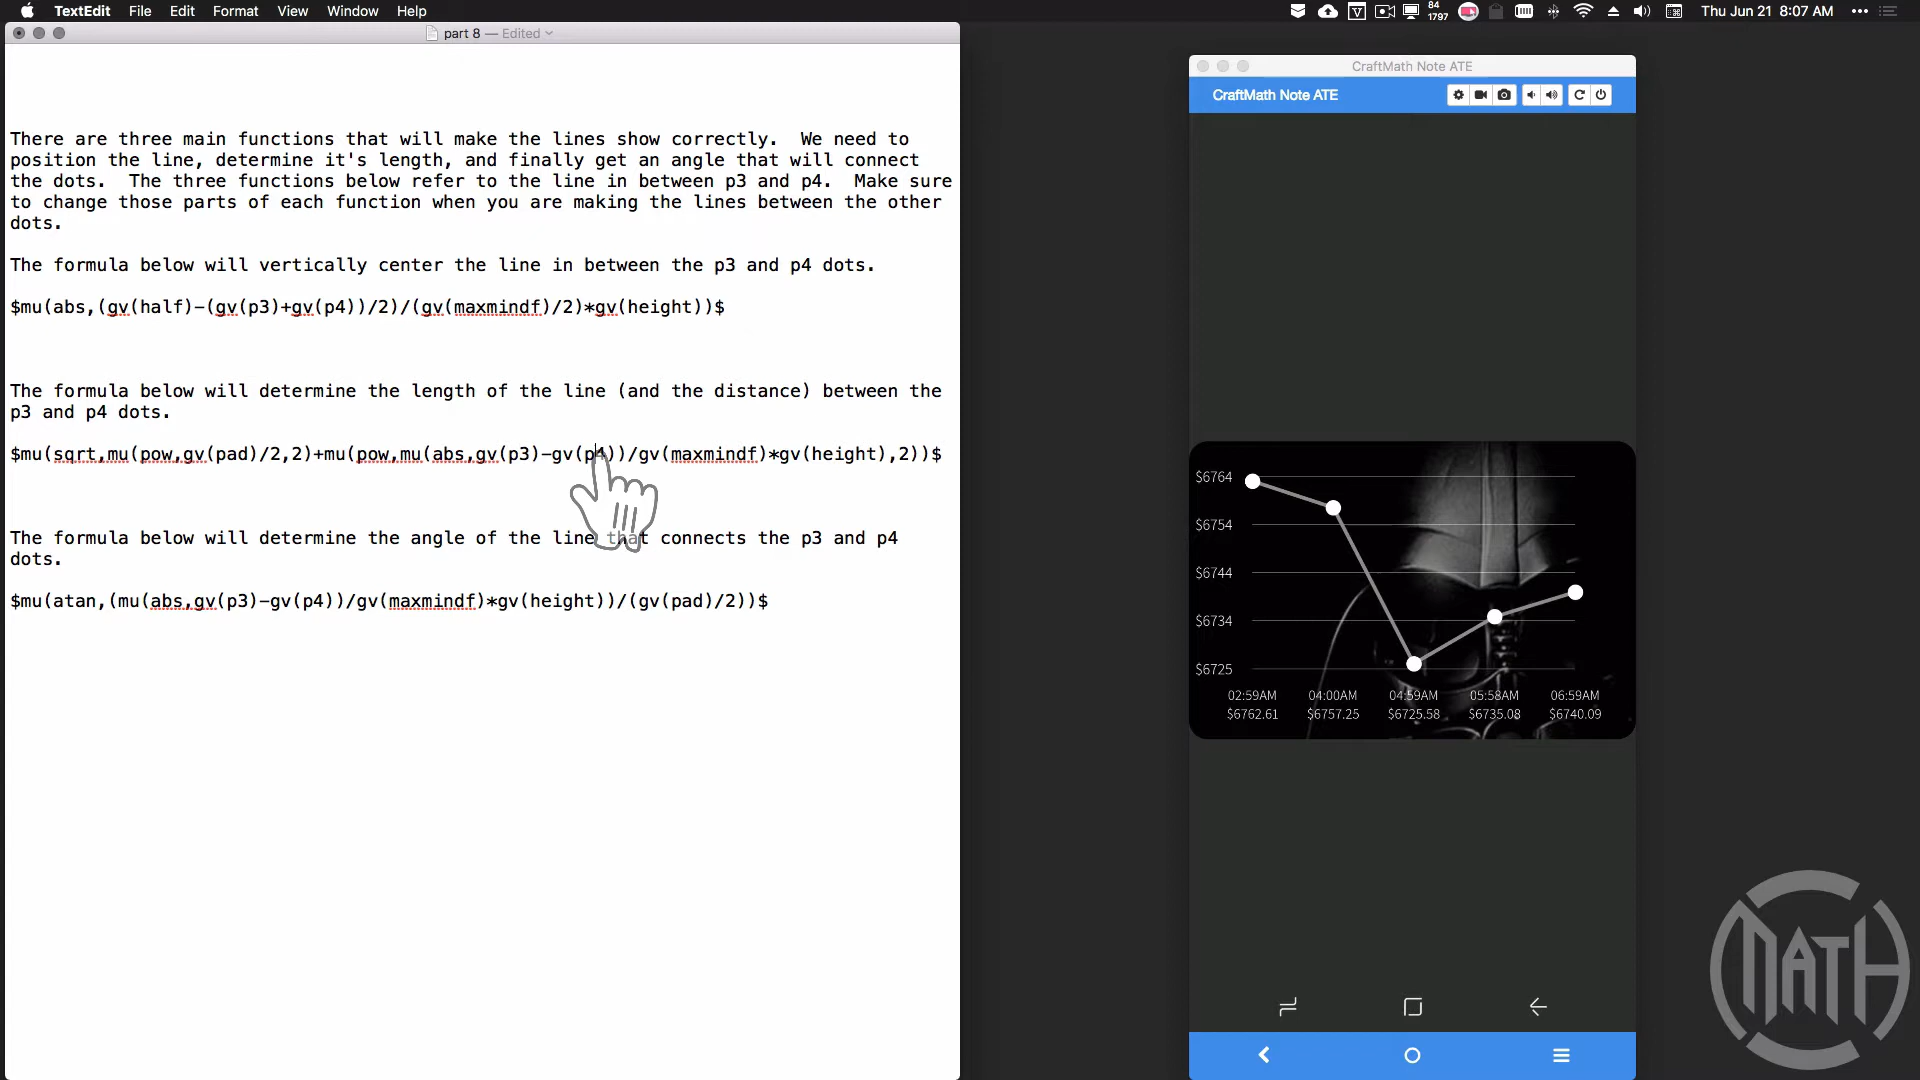 TextEdit File Edit Format View Window Help
84
1797
Thu Jun 21 8:07 AM
part 8 — Edited
There are three main functions that will make the lines show correctly. We need to
position the line, determine it's length, and finally get an angle that will connect
the dots. The three functions below refer to the line in between p3 and p4. Make sure
to change those parts of each function when you are making the lines between the other
dots.
The formula below will vertically center the line in between the p3 and p4 dots.
$mu(abs,(gv(half)-(gv(p3)+gv(p4))/2)/(gv(maxmindf)/2)*gv(height))$
The formula below will determine the length of the line (and the distance) between the
p3 and p4 dots.
$mu(sqrt,mu(pow,gv(pad)/2,2)+mu(pow,mu(abs,gv(p3)-gv(p4))/gv(maxmindf)*gv(height),2))$
The formula below will determine the angle of the line that connects the p3 and p4
dots.
$mu(atan,(mu(abs,gv(p3)-gv(p4))/gv(maxmindf)*gv(height))/(gv(pad)/2))$
CraftMath Note ATE
CraftMath Note ATE
$6764
$6754
$6744
$6734
$6725
02:59AM 04:00AM 04:59AM 05:58AM 06:59AM
$6762.61 $6757.25 $6725.58 $6735.08 $6740.09
MATH